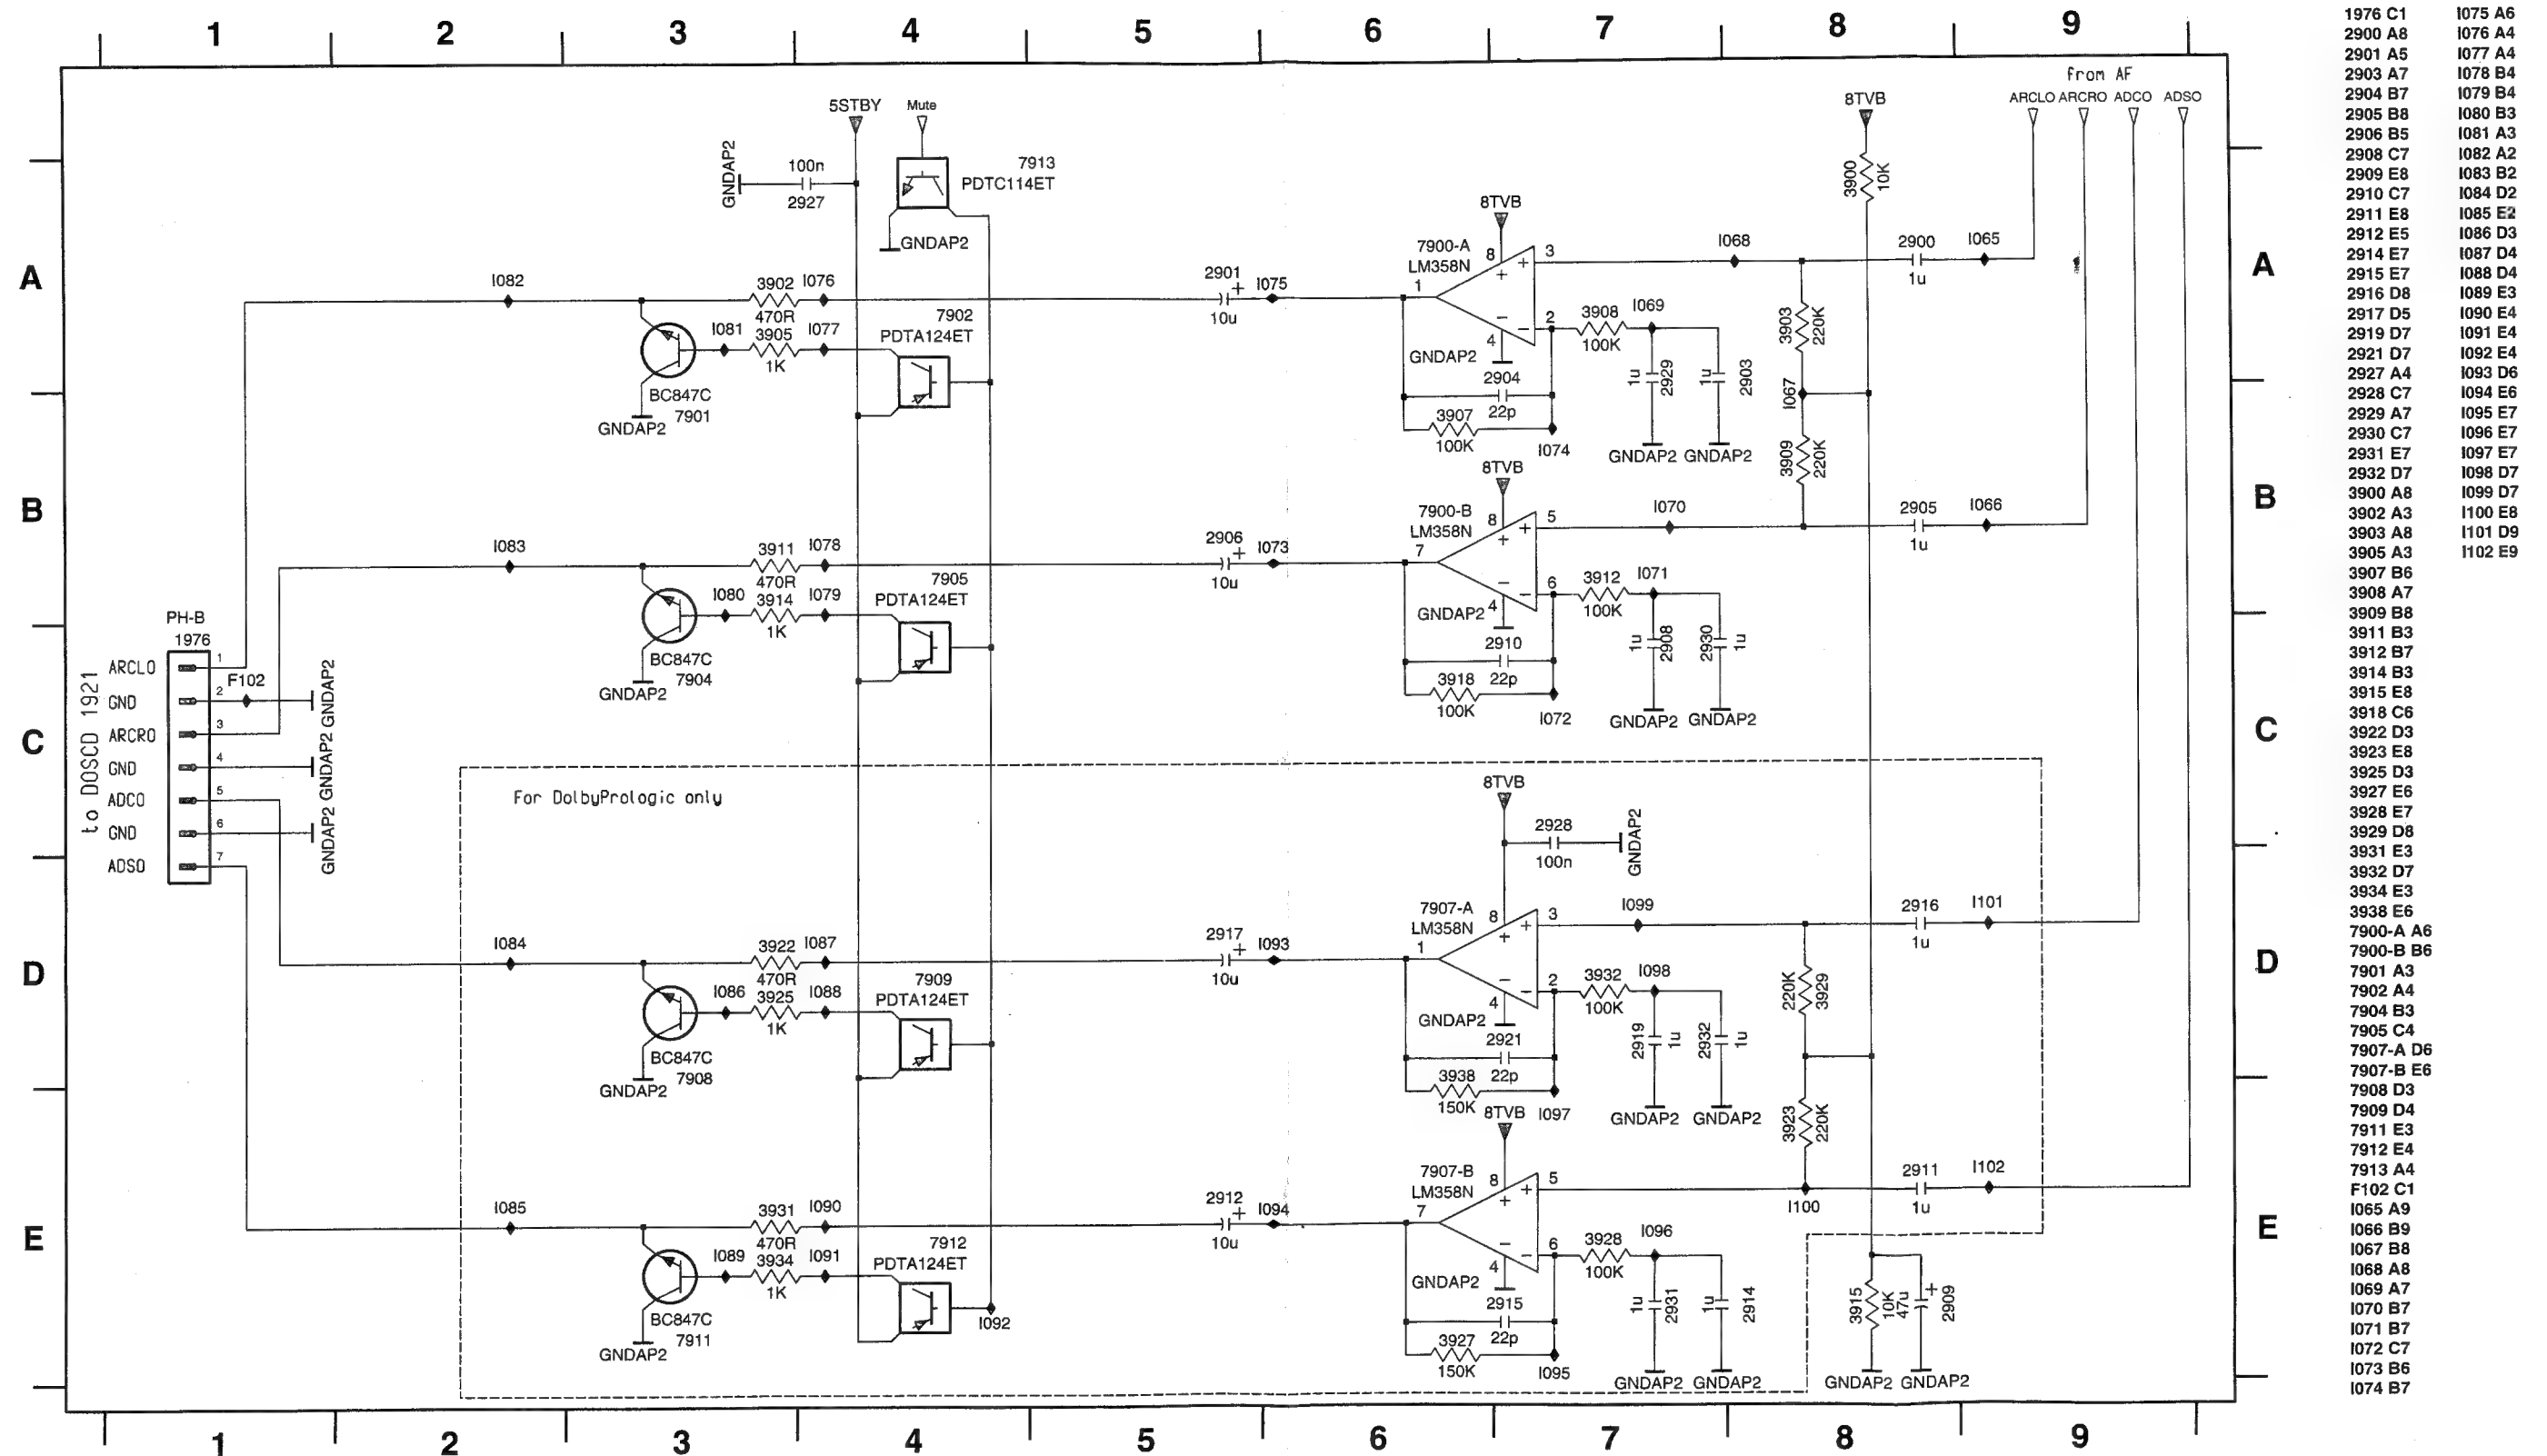 1 2 3 4 5 6 7 8 9
from AF
5STBY Mute 8TVB ARCLO ARCRO ADCO ADSO
GNDAP2 100n 2927
7913
PDTC114ET
GNDAP2
3900 10K
A A
I082
3902 I076
470R
I081 3905 I077
1K
7902
PDTA124ET
BC847C
7901
GNDAP2
2901 + I075
10u
8TVB
7900-A
LM358N
8 + + 3
1
− − 2
4
GNDAP2
2904
22p
3907
100K
I074
3908 I069
100K
1u 2929
1u 2903
GNDAP2 GNDAP2
I068
2900 I065
1u
3903 220K
I067
3909 220K
B B
I083
3911 I078
470R
I080 3914 I079
1K
7905
PDTA124ET
BC847C
7904
GNDAP2
2906 + I073
10u
8TVB
7900-B
LM358N
8 + + 5
7
− − 6
4
GNDAP2
2910
22p
3918
100K
I072
3912 I071
100K
1u 2908
2930 1u
GNDAP2 GNDAP2
I070
2905 I066
1u
PH-B
1976
to DOSCD 1921
ARCLO 1
GND 2 F102 GNDAP2
ARCRO 3
GND 4 GNDAP2
ADCO 5
GND 6 GNDAP2
ADSO 7
C C
For DolbyPrologic only
8TVB
2928
100n
GNDAP2
D D
I084
3922 I087
470R
I086 3925 I088
1K
7909
PDTA124ET
BC847C
7908
GNDAP2
2917 + I093
10u
7907-A
LM358N
8 + + 3
1
− − 2
4
GNDAP2
2921
22p
3938
150K
I097
3932 I098
100K
2919 1u
2932 1u
GNDAP2 GNDAP2
I099
2916 I101
1u
220K 3929
3923 220K
E E
I085
3931 I090
470R
I089 3934 I091
1K
7912
PDTA124ET
I092
BC847C
7911
GNDAP2
2912 + I094
10u
8TVB
7907-B
LM358N
8 + + 5
7
− − 6
4
GNDAP2
2915
22p
3927
150K
I095
3928 I096
100K
1u 2931
1u 2914
GNDAP2 GNDAP2
I100
2911 I102
1u
3915 10K
47u + 2909
GNDAP2 GNDAP2
1 2 3 4 5 6 7 8 9
1976 C1
2900 A8
2901 A5
2903 A7
2904 B7
2905 B8
2906 B5
2908 C7
2909 E8
2910 C7
2911 E8
2912 E5
2914 E7
2915 E7
2916 D8
2917 D5
2919 D7
2921 D7
2927 A4
2928 C7
2929 A7
2930 C7
2931 E7
2932 D7
3900 A8
3902 A3
3903 A8
3905 A3
3907 B6
3908 A7
3909 B8
3911 B3
3912 B7
3914 B3
3915 E8
3918 C6
3922 D3
3923 E8
3925 D3
3927 E6
3928 E7
3929 D8
3931 E3
3932 D7
3934 E3
3938 E6
7900-A A6
7900-B B6
7901 A3
7902 A4
7904 B3
7905 C4
7907-A D6
7907-B E6
7908 D3
7909 D4
7911 E3
7912 E4
7913 A4
F102 C1
I065 A9
I066 B9
I067 B8
I068 A8
I069 A7
I070 B7
I071 B7
I072 C7
I073 B6
I074 B7
I075 A6
I076 A4
I077 A4
I078 B4
I079 B4
I080 B3
I081 A3
I082 A2
I083 B2
I084 D2
I085 E2
I086 D3
I087 D4
I088 D4
I089 E3
I090 E4
I091 E4
I092 E4
I093 D6
I094 E6
I095 E7
I096 E7
I097 E7
I098 D7
I099 D7
I100 E8
I101 D9
I102 E9